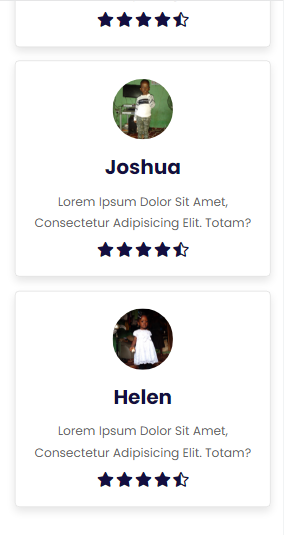 Joshua
Lorem Ipsum Dolor Sit Amet,
Consectetur Adipisicing Elit. Totam?
Helen
Lorem Ipsum Dolor Sit Amet,
Consectetur Adipisicing Elit. Totam?